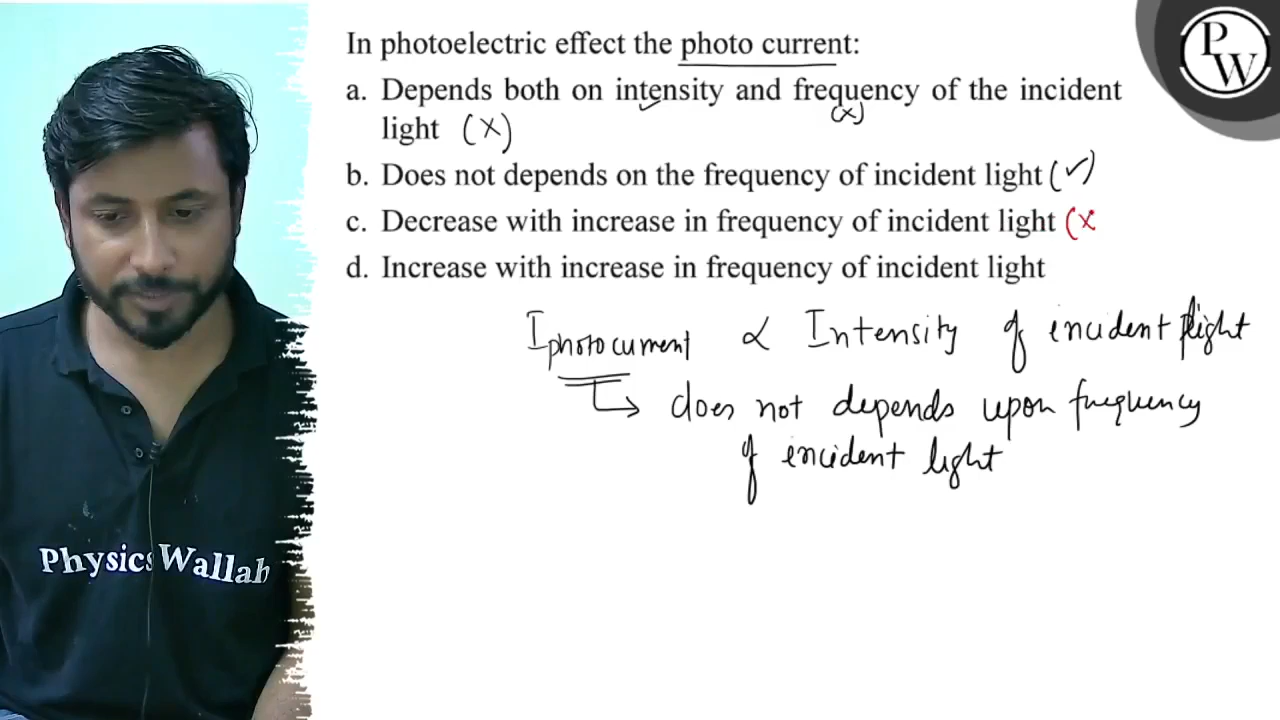 In photoelectric effect the photo current:
a. Depends both on intensity and frequency of the incident
(x)
light (X)
b. Does not depends on the frequency of incident light (✓)
c. Decrease with increase in frequency of incident light (x
d. Increase with increase in frequency of incident light
I photocurrent ∝ Intensity of incident light
↳ does not depends upon frequency
of incident light
PW
Physics Wallah